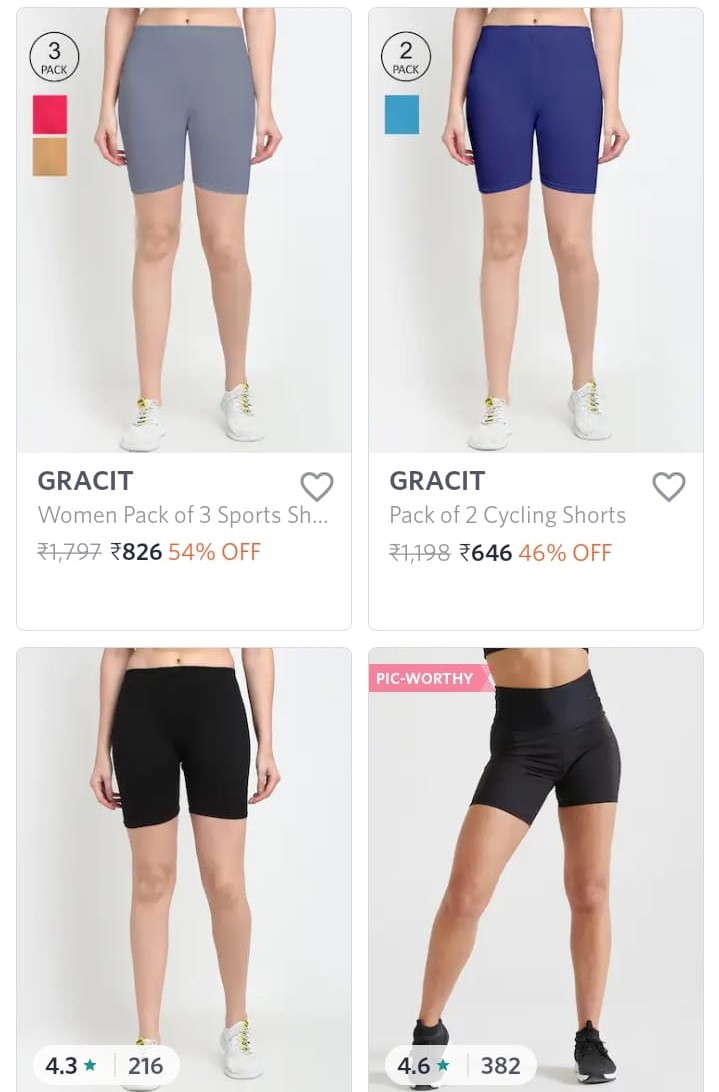 3
PACK
2
PACK
GRACIT
Women Pack of 3 Sports Sh...
₹1,797 ₹826 54% OFF
GRACIT
Pack of 2 Cycling Shorts
₹1,198 ₹646 46% OFF
PIC-WORTHY
4.3 ★ | 216
4.6 ★ | 382